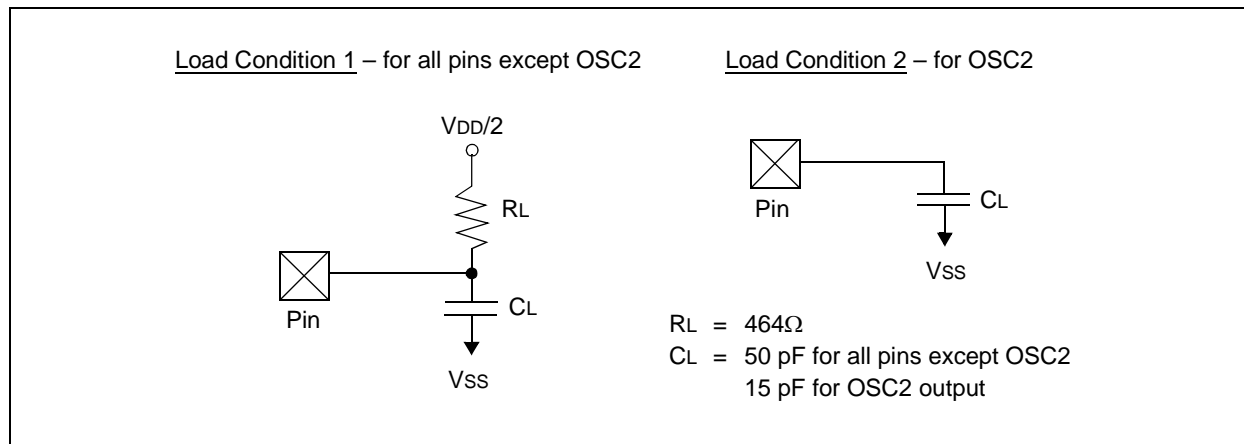 Load Condition 1 – for all pins except OSC2
VDD/2
RL
Pin
CL
VSS
Load Condition 2 – for OSC2
Pin
CL
VSS
RL = 464Ω
CL = 50 pF for all pins except OSC2
15 pF for OSC2 output